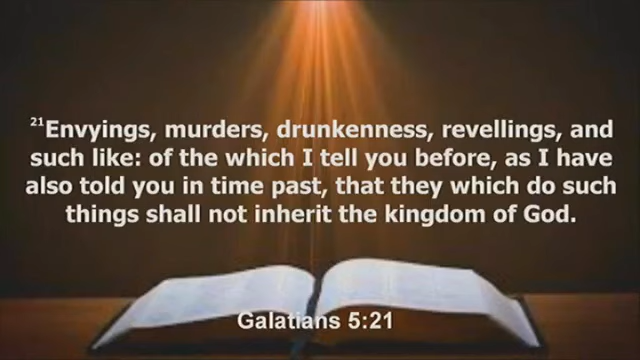 21Envyings, murders, drunkenness, revellings, and
such like: of the which I tell you before, as I have
also told you in time past, that they which do such
things shall not inherit the kingdom of God.
Galatians 5:21